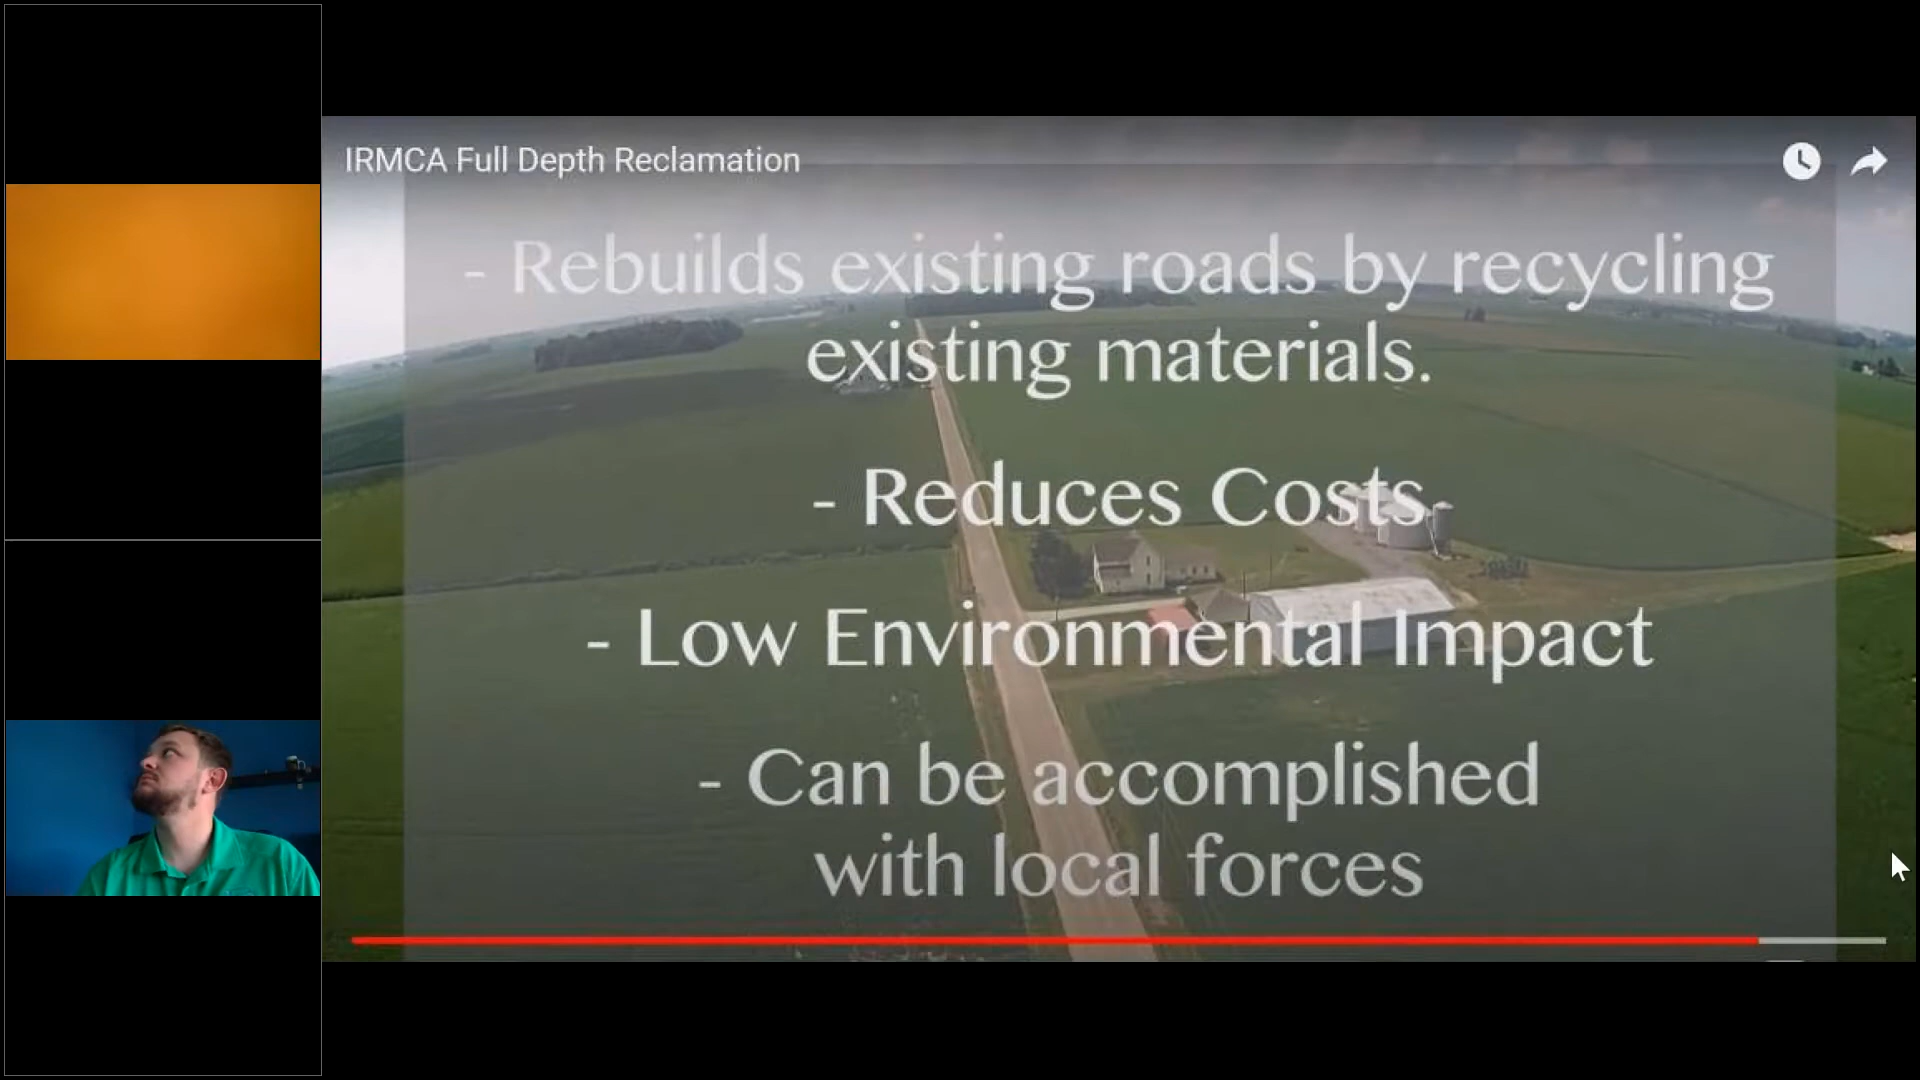 IRMCA Full Depth Reclamation
- Rebuilds existing roads by recycling
existing materials.
- Reduces Costs
- Low Environmental Impact
- Can be accomplished
with local forces